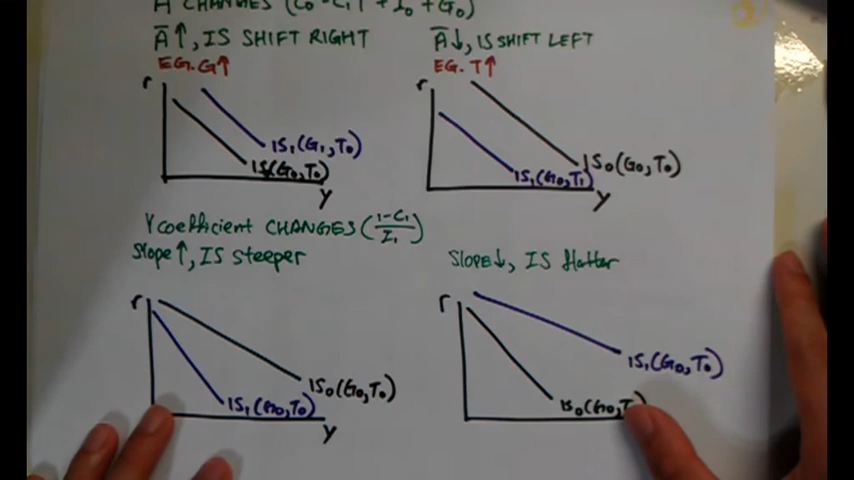 Ā CHANGES (C₀ - C₁T + I₀ + G₀)
Ā↑, IS SHIFT RIGHT
EG. G↑
r
IS₁(G₁,T₀)
IS(G₀,T₀)
Y
Ā↓, IS SHIFT LEFT
EG. T↑
r
IS₀(G₀,T₀)
IS₁(G₀,T₁)
Y
Y coefficient CHANGES (1-C₁/I₁)
Slope↑, IS steeper
r
IS₀(G₀,T₀)
IS₁(G₀,T₀)
Y
SLOPE↓, IS flatter
r
IS₁(G₀,T₀)
IS₀(G₀,T